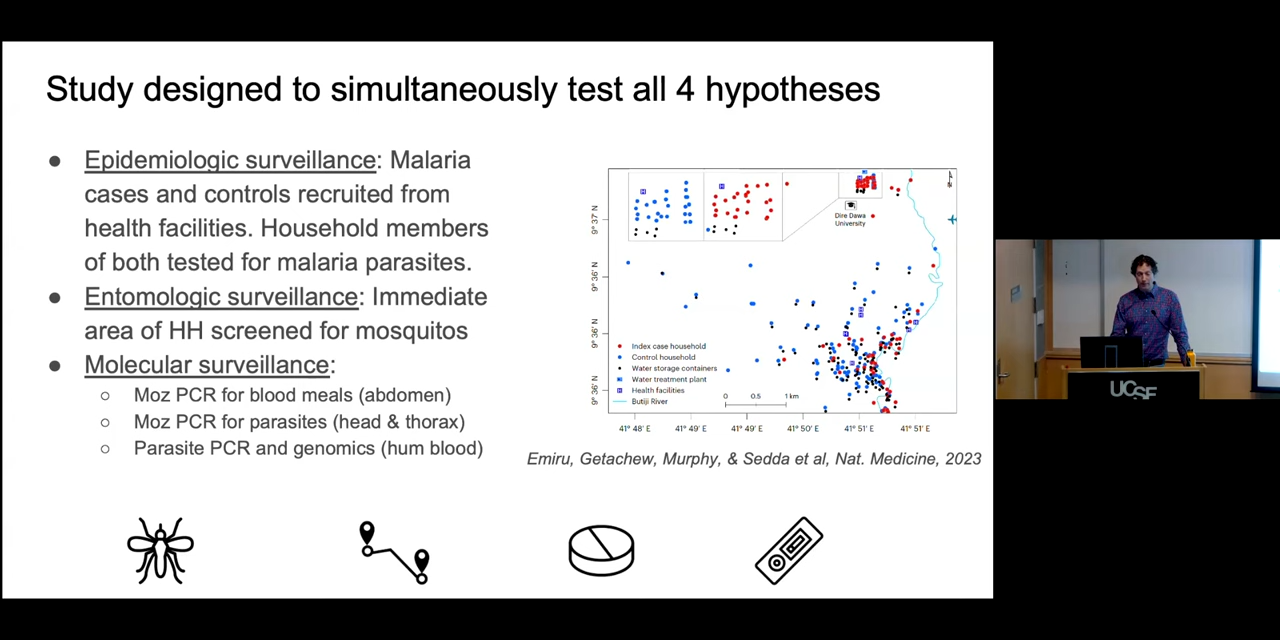 Study designed to simultaneously test all 4 hypotheses
● Epidemiologic surveillance: Malaria
cases and controls recruited from
health facilities. Household members
of both tested for malaria parasites.
● Entomologic surveillance: Immediate
area of HH screened for mosquitos
● Molecular surveillance:
○ Moz PCR for blood meals (abdomen)
○ Moz PCR for parasites (head & thorax)
○ Parasite PCR and genomics (hum blood)
Dire Dawa
University
9° 37' N
9° 36' N
9° 36' N
9° 36' N
Index case household
Control household
Water storage containers
Water treatment plant
H Health facilities
Butiji River
0 0.5 1 km
41° 48' E 41° 49' E 41° 49' E 41° 50' E 41° 51' E 41° 51' E
Emiru, Getachew, Murphy, & Sedda et al, Nat. Medicine, 2023
UCSF